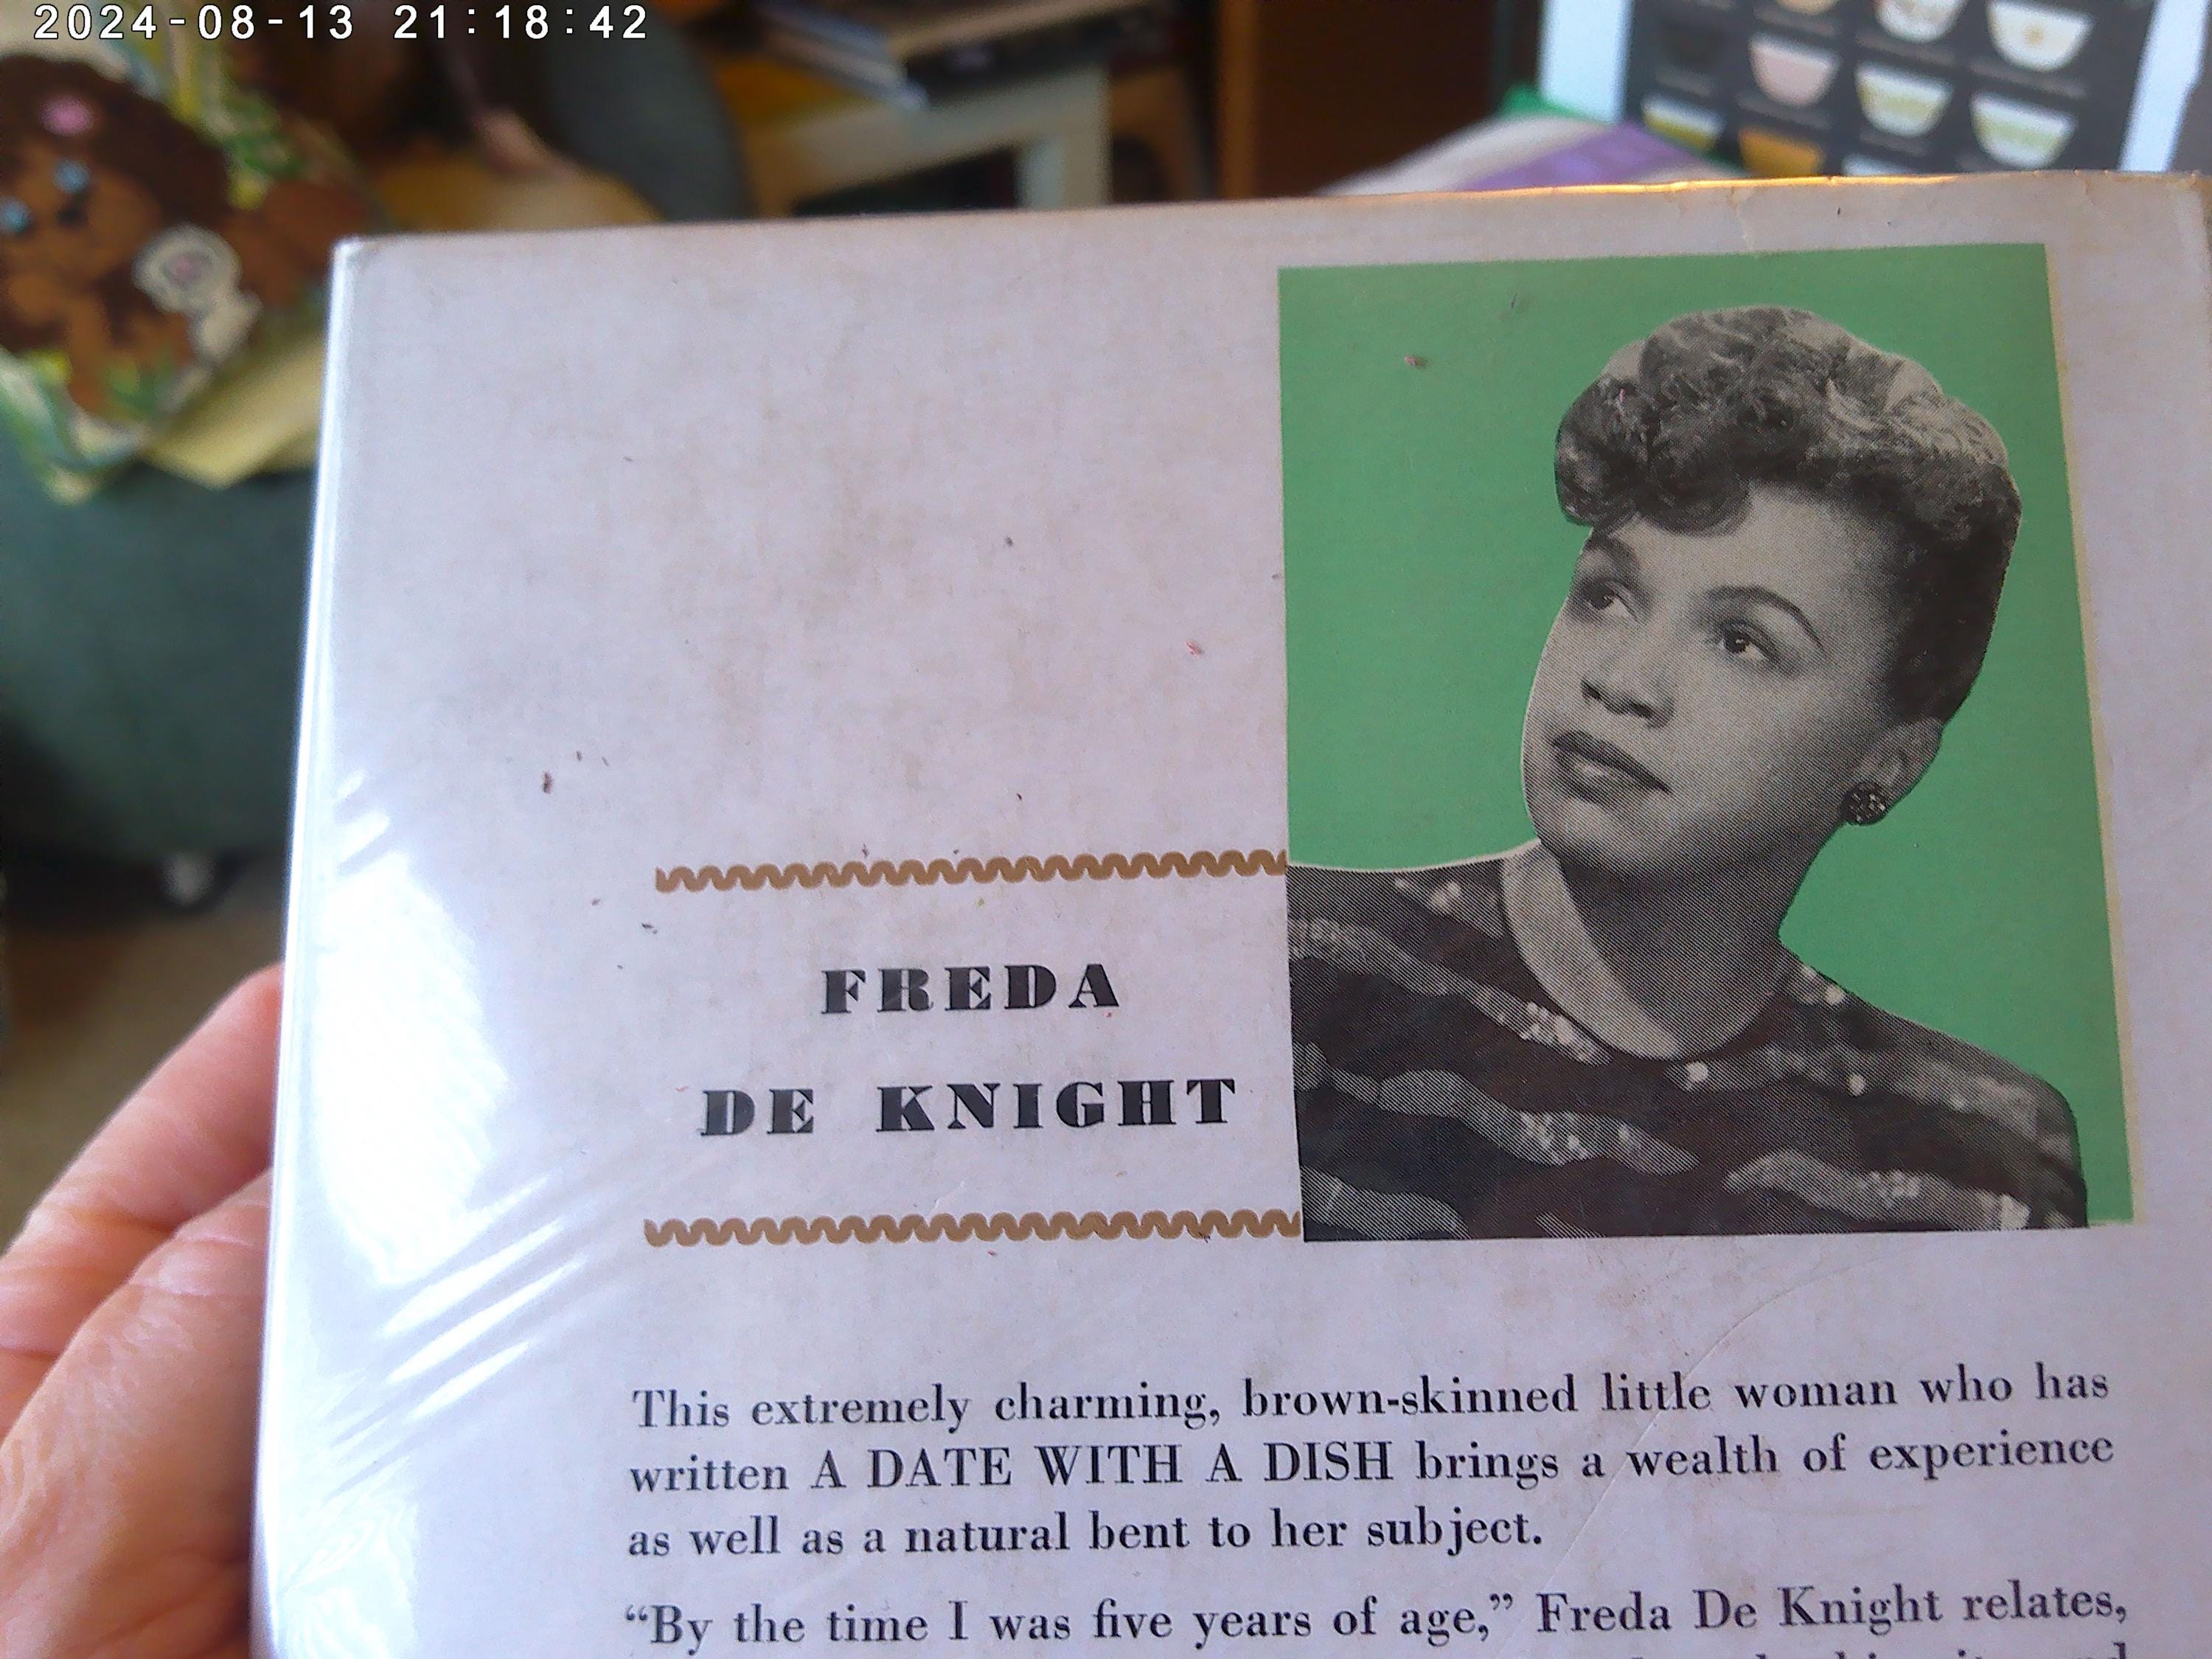 2024-08-13 21:18:42
FREDA
DE KNIGHT
This extremely charming, brown-skinned little woman who has
written A DATE WITH A DISH brings a wealth of experience
as well as a natural bent to her subject.
“By the time I was five years of age,” Freda De Knight relates,